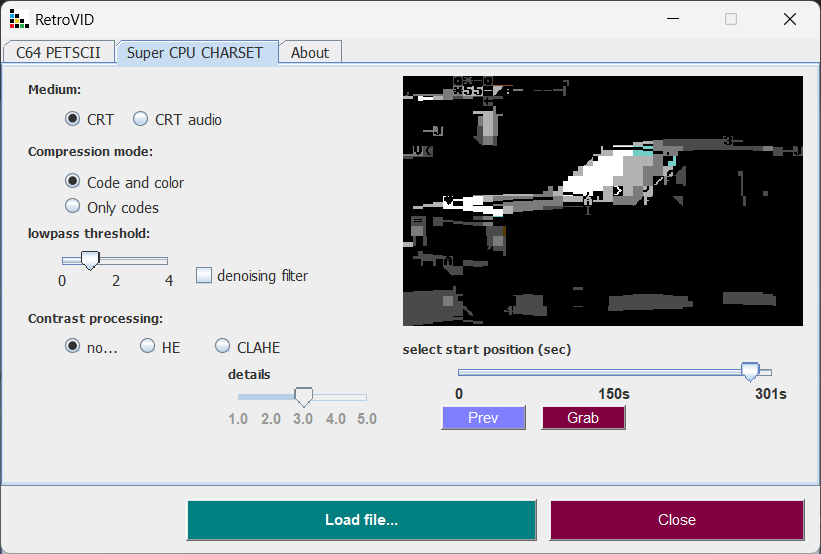 RetroVID
C64 PETSCII
Super CPU CHARSET
About
Medium:
CRT
CRT audio
Compression mode:
Code and color
Only codes
lowpass threshold:
0 2 4
denoising filter
Contrast processing:
no...
HE
CLAHE
details
1.0 2.0 3.0 4.0 5.0
select start position (sec)
0 150s 301s
Prev
Grab
Load file...
Close